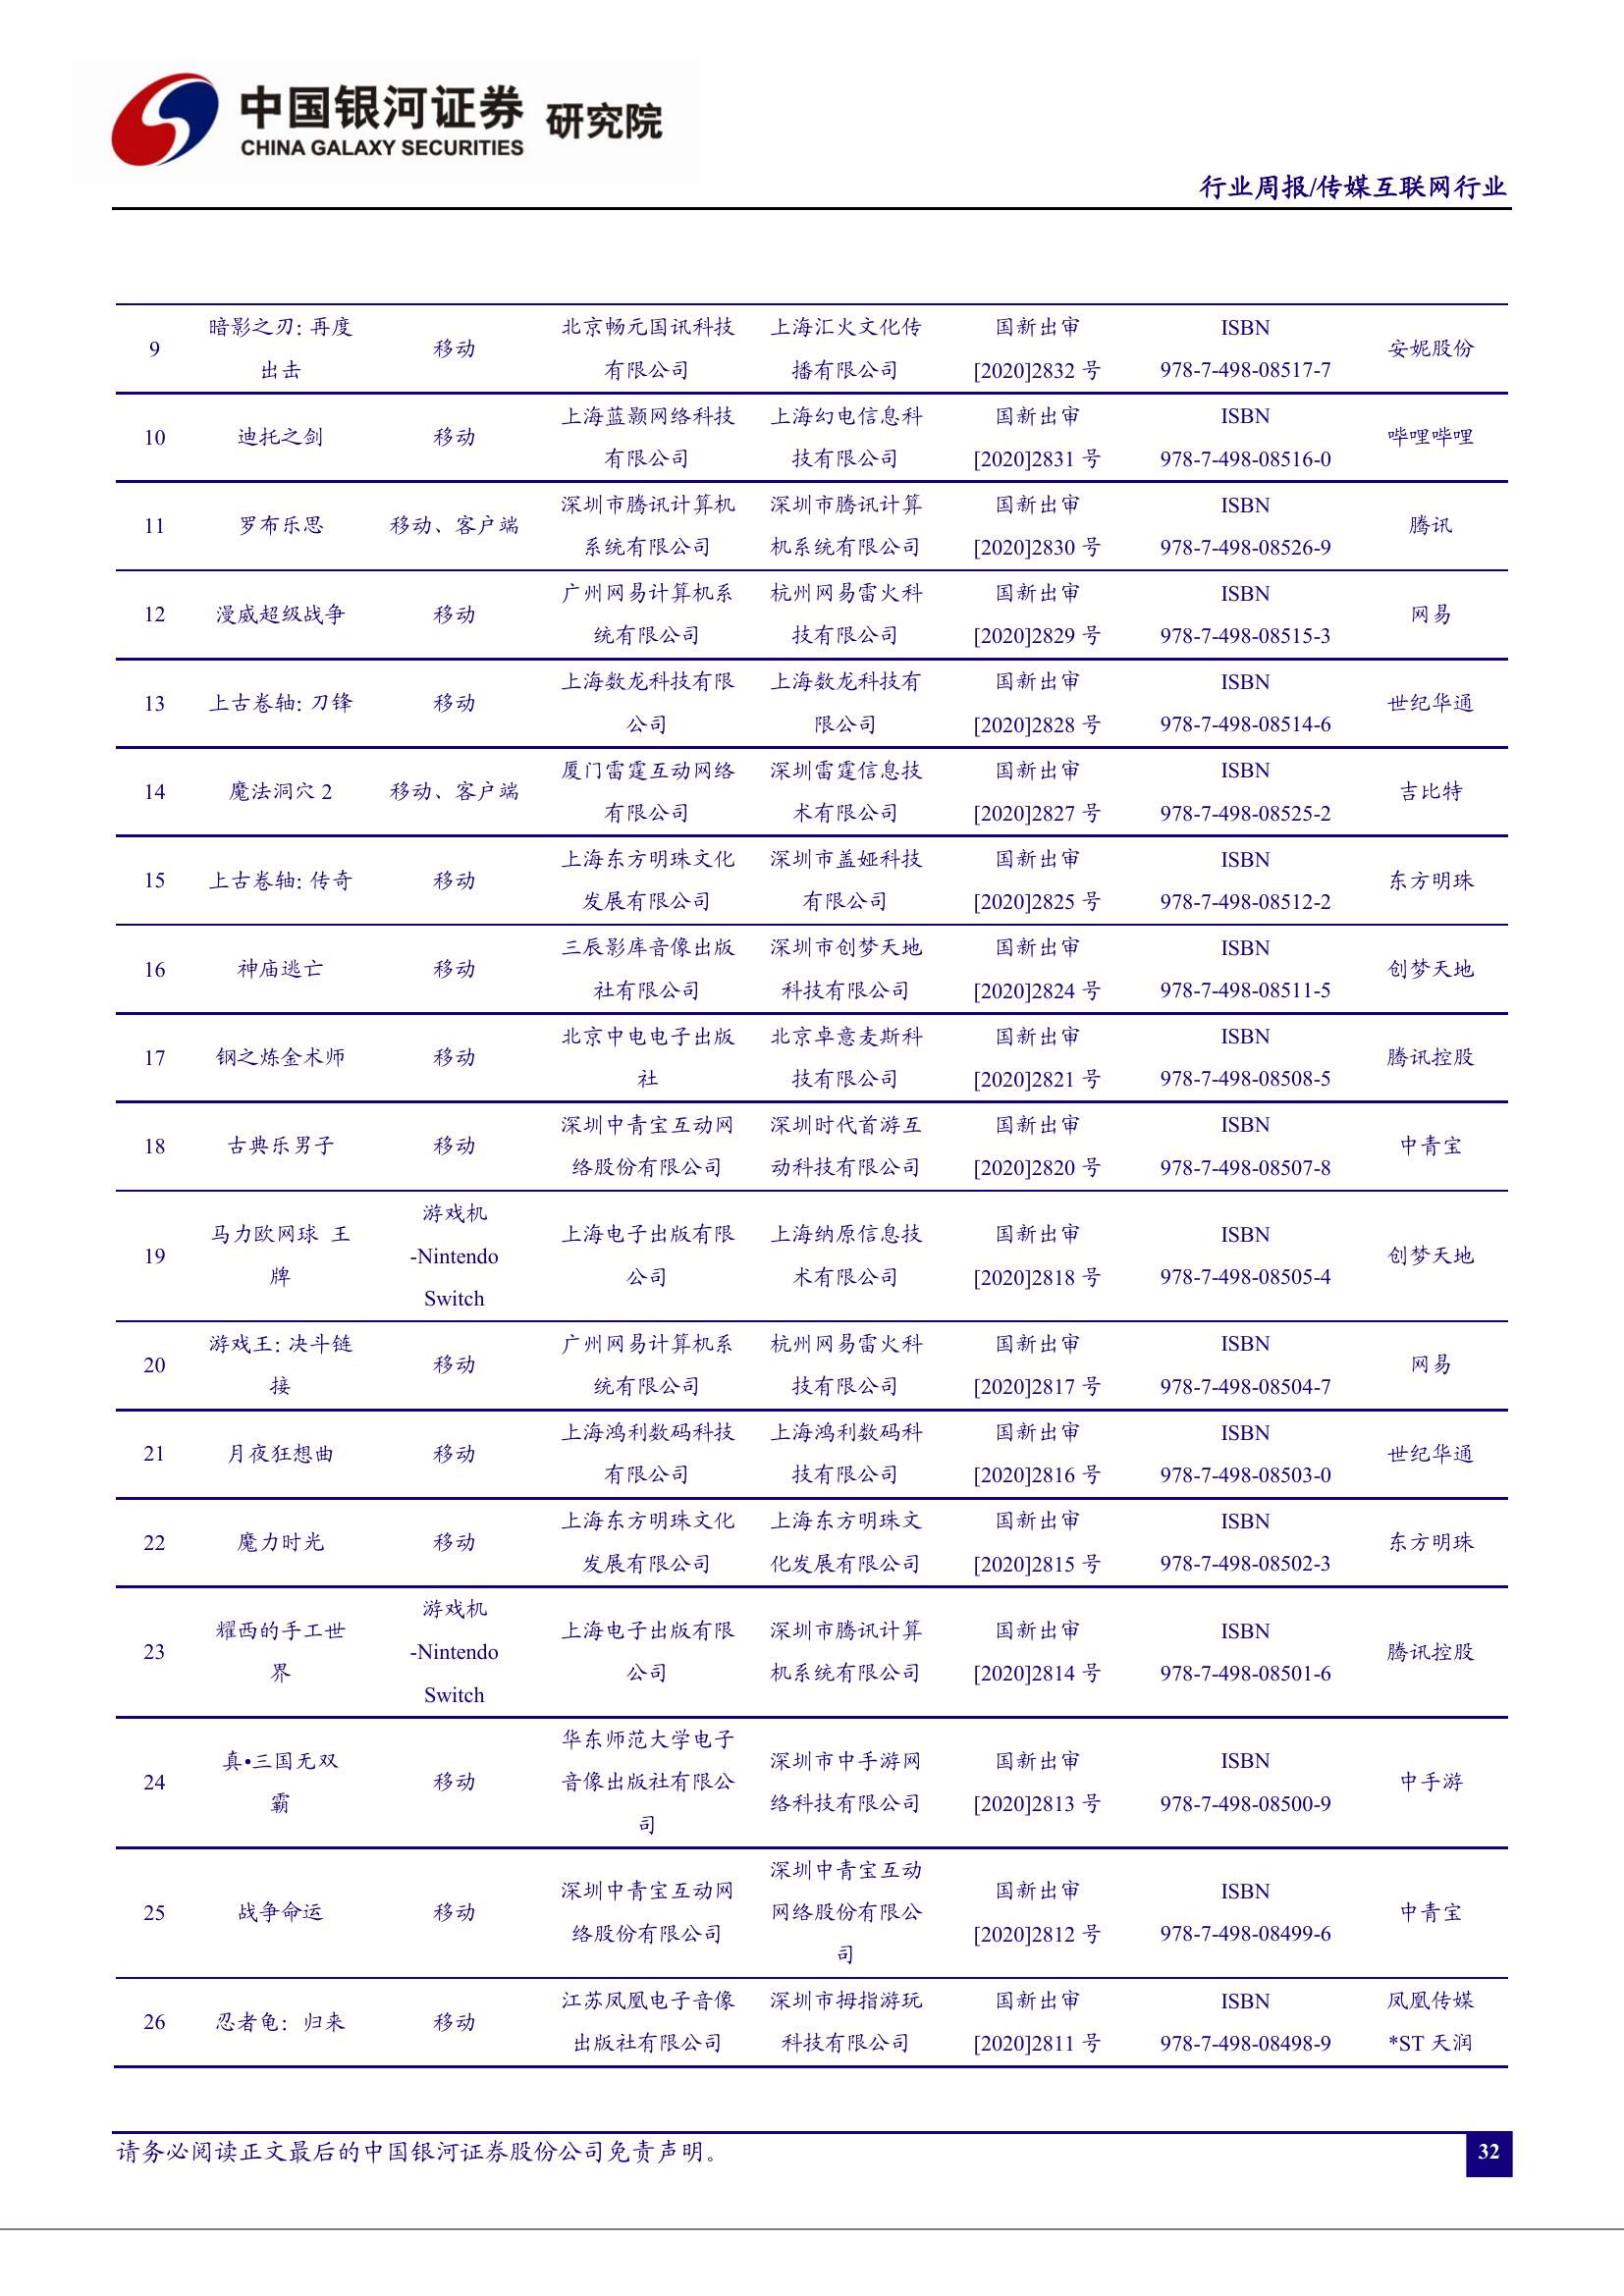 中国银河证券 研究院
CHINA GALAXY SECURITIES
行业周报/传媒互联网行业
9 暗影之刃：再度出击 移动 北京畅元国讯科技有限公司 上海汇火文化传播有限公司 国新出审[2020]2832 号 ISBN 978-7-498-08517-7 安妮股份
10 迪托之剑 移动 上海蓝颢网络科技有限公司 上海幻电信息科技有限公司 国新出审[2020]2831 号 ISBN 978-7-498-08516-0 哔哩哔哩
11 罗布乐思 移动、客户端 深圳市腾讯计算机系统有限公司 深圳市腾讯计算机系统有限公司 国新出审[2020]2830 号 ISBN 978-7-498-08526-9 腾讯
12 漫威超级战争 移动 广州网易计算机系统有限公司 杭州网易雷火科技有限公司 国新出审[2020]2829 号 ISBN 978-7-498-08515-3 网易
13 上古卷轴：刀锋 移动 上海数龙科技有限公司 上海数龙科技有限公司 国新出审[2020]2828 号 ISBN 978-7-498-08514-6 世纪华通
14 魔法洞穴 2 移动、客户端 厦门雷霆互动网络有限公司 深圳雷霆信息技术有限公司 国新出审[2020]2827 号 ISBN 978-7-498-08525-2 吉比特
15 上古卷轴：传奇 移动 上海东方明珠文化发展有限公司 深圳市盖娅科技有限公司 国新出审[2020]2825 号 ISBN 978-7-498-08512-2 东方明珠
16 神庙逃亡 移动 三辰影库音像出版社有限公司 深圳市创梦天地科技有限公司 国新出审[2020]2824 号 ISBN 978-7-498-08511-5 创梦天地
17 钢之炼金术师 移动 北京中电电子出版社 北京卓意麦斯科技有限公司 国新出审[2020]2821 号 ISBN 978-7-498-08508-5 腾讯控股
18 古典乐男子 移动 深圳中青宝互动网络股份有限公司 深圳时代首游互动科技有限公司 国新出审[2020]2820 号 ISBN 978-7-498-08507-8 中青宝
19 马力欧网球 王牌 游戏机-Nintendo Switch 上海电子出版有限公司 上海纳原信息技术有限公司 国新出审[2020]2818 号 ISBN 978-7-498-08505-4 创梦天地
20 游戏王：决斗链接 移动 广州网易计算机系统有限公司 杭州网易雷火科技有限公司 国新出审[2020]2817 号 ISBN 978-7-498-08504-7 网易
21 月夜狂想曲 移动 上海鸿利数码科技有限公司 上海鸿利数码科技有限公司 国新出审[2020]2816 号 ISBN 978-7-498-08503-0 世纪华通
22 魔力时光 移动 上海东方明珠文化发展有限公司 上海东方明珠文化发展有限公司 国新出审[2020]2815 号 ISBN 978-7-498-08502-3 东方明珠
23 耀西的手工世界 游戏机-Nintendo Switch 上海电子出版有限公司 深圳市腾讯计算机系统有限公司 国新出审[2020]2814 号 ISBN 978-7-498-08501-6 腾讯控股
24 真•三国无双 霸 移动 华东师范大学电子音像出版社有限公司 深圳市中手游网络科技有限公司 国新出审[2020]2813 号 ISBN 978-7-498-08500-9 中手游
25 战争命运 移动 深圳中青宝互动网络股份有限公司 深圳中青宝互动网络股份有限公司 国新出审[2020]2812 号 ISBN 978-7-498-08499-6 中青宝
26 忍者龟：归来 移动 江苏凤凰电子音像出版社有限公司 深圳市拇指游玩科技有限公司 国新出审[2020]2811 号 ISBN 978-7-498-08498-9 凤凰传媒 *ST 天润
请务必阅读正文最后的中国银河证券股份公司免责声明。
32